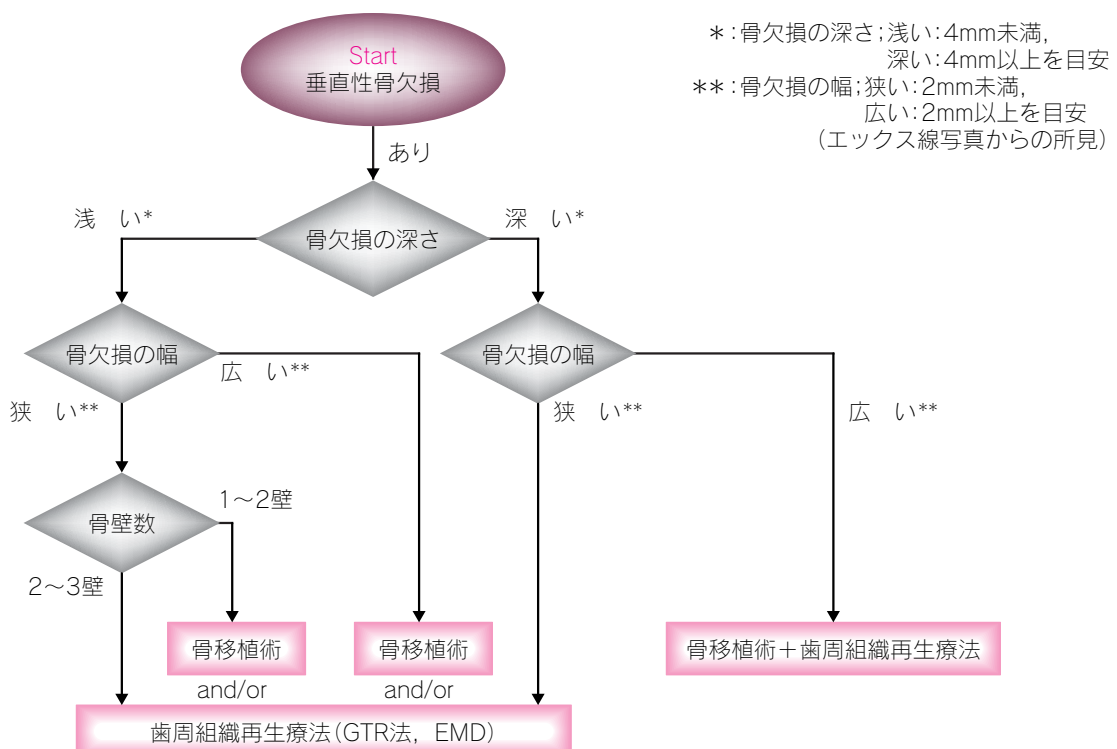 Start
垂直性骨欠損
*:骨欠損の深さ;浅い:4mm未満,
深い:4mm以上を目安
**:骨欠損の幅;狭い:2mm未満,
広い:2mm以上を目安
(エックス線写真からの所見)
あり
浅 い*
骨欠損の深さ
深 い*
骨欠損の幅
広 い**
狭 い**
骨欠損の幅
狭 い**
広 い**
骨壁数
1〜2壁
2〜3壁
骨移植術
骨移植術
骨移植術+歯周組織再生療法
and/or
and/or
歯周組織再生療法(GTR法, EMD)